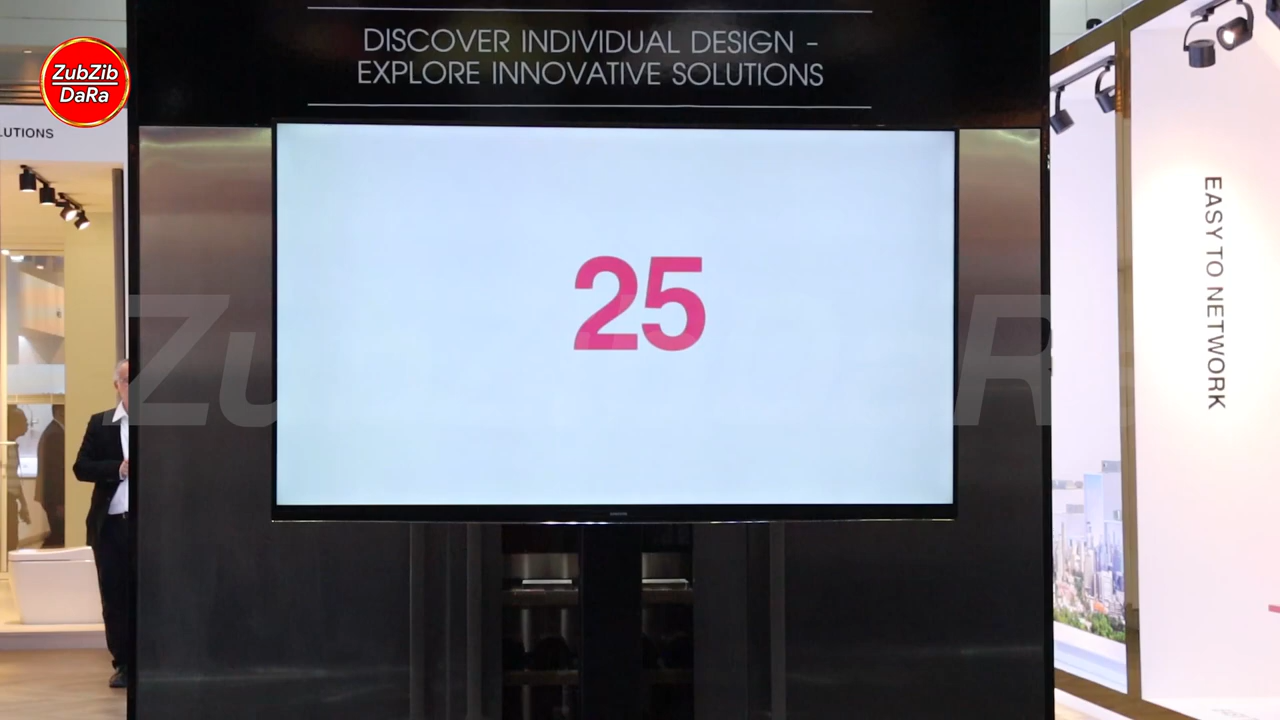 DISCOVER INDIVIDUAL DESIGN -
EXPLORE INNOVATIVE SOLUTIONS
ZubZib
DaRa
LUTIONS
25
EASY TO NETWORK